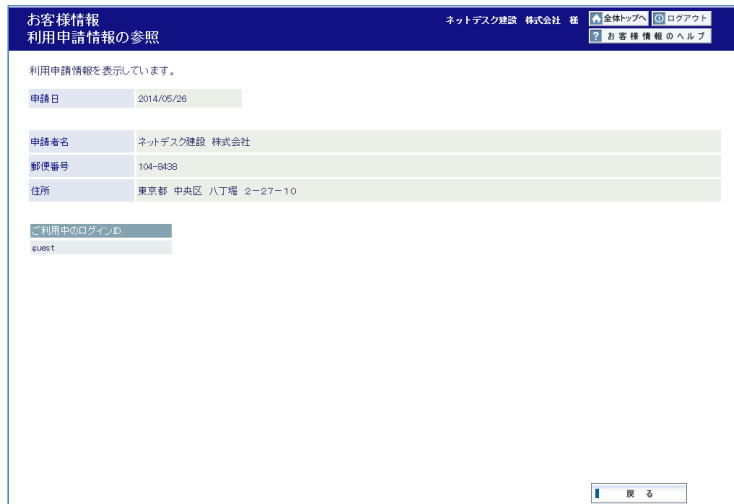 お客様情報
利用申請情報の参照
ネットデスク建設 株式会社 様
全体トップへ
ログアウト
? お客様情報のヘルプ
利用申請情報を表示しています。
申請日 2014/05/26
申請者名 ネットデスク建設 株式会社
郵便番号 104-8438
住所 東京都 中央区 八丁堀 2-27-10
ご利用中のログインID
guest
戻る